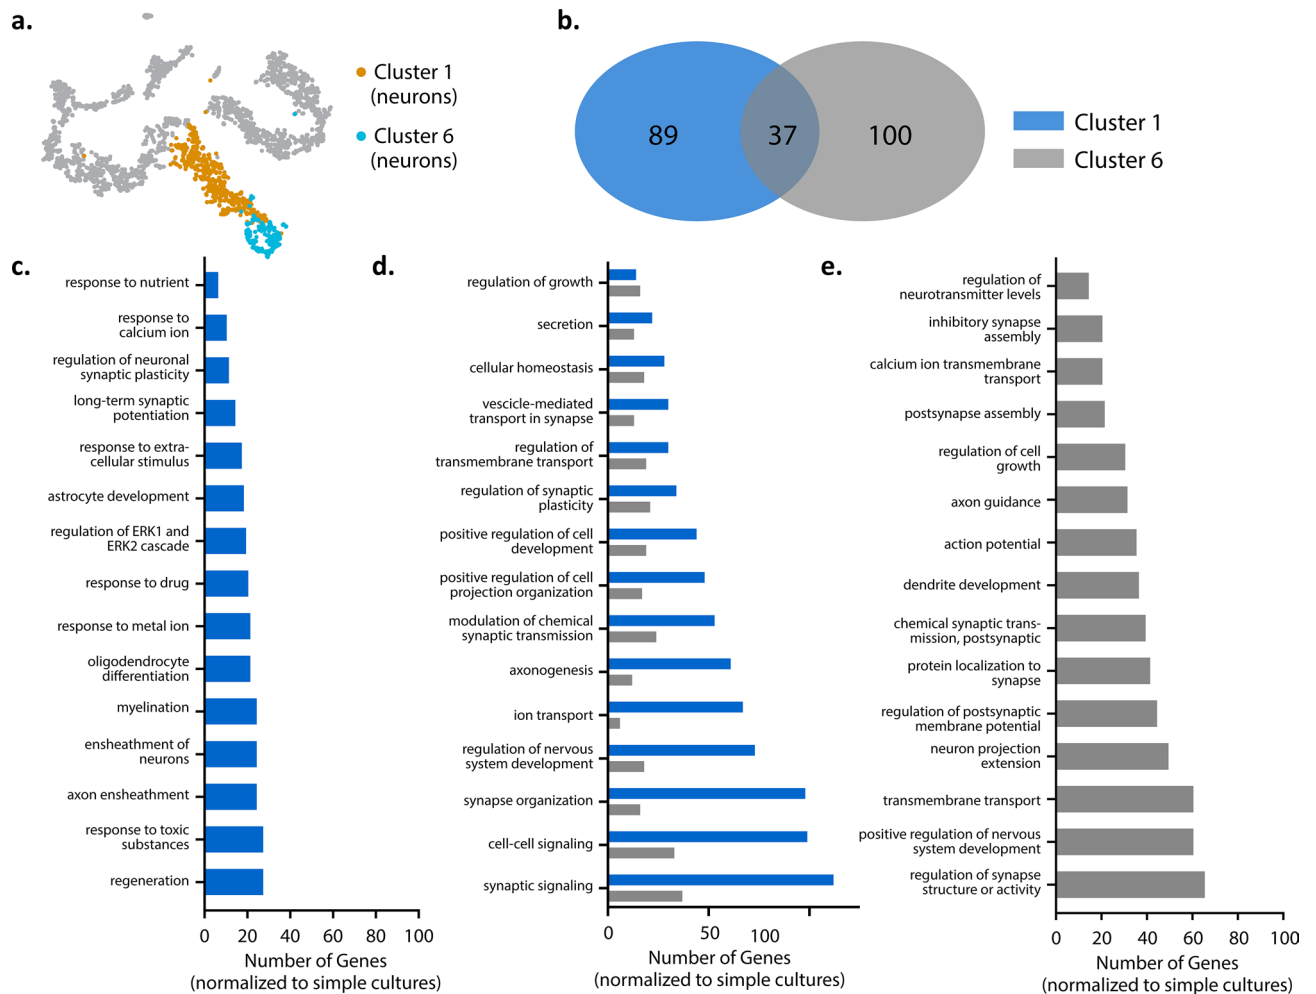 a.
Cluster 1
(neurons)
Cluster 6
(neurons)
b.
89
37
100
Cluster 1
Cluster 6
c.
response to nutrient
response to
calcium ion
regulation of neuronal
synaptic plasticity
long-term synaptic
potentiation
response to extra-
cellular stimulus
astrocyte development
regulation of ERK1 and
ERK2 cascade
response to drug
response to metal ion
oligodendrocyte
differentiation
myelination
ensheathment of
neurons
axon ensheathment
response to toxic
substances
regeneration
0 20 40 60 80 100
Number of Genes
(normalized to simple cultures)
d.
regulation of growth
secretion
cellular homeostasis
vescicle-mediated
transport in synapse
regulation of
transmembrane transport
regulation of synaptic
plasticity
positive regulation of cell
development
positive regulation of cell
projection organization
modulation of chemical
synaptic transmission
axonogenesis
ion transport
regulation of nervous
system development
synapse organization
cell-cell signaling
synaptic signaling
0 50 100
Number of Genes
(normalized to simple cultures)
e.
regulation of
neurotransmitter levels
inhibitory synapse
assembly
calcium ion transmembrane
transport
postsynapse assembly
regulation of cell
growth
axon guidance
action potential
dendrite development
chemical synaptic trans-
mission, postsynaptic
protein localization to
synapse
regulation of postsynaptic
membrane potential
neuron projection
extension
transmembrane transport
positive regulation of nervous
system development
regulation of synapse
structure or activity
0 20 40 60 80 100
Number of Genes
(normalized to simple cultures)